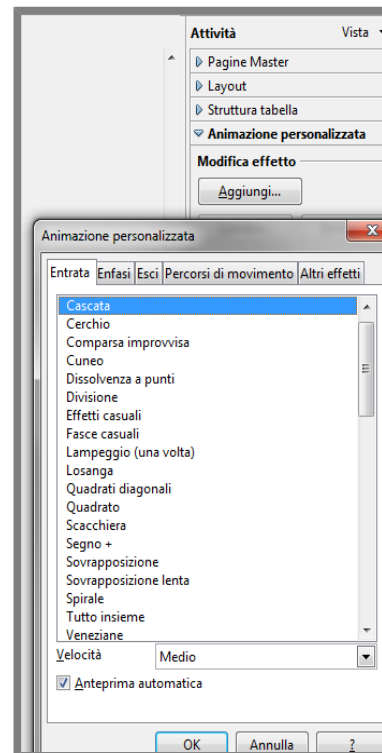 Attività Vista
Pagine Master
Layout
Struttura tabella
Animazione personalizzata
Modifica effetto
Aggiungi...
Animazione personalizzata
Entrata Enfasi Esci Percorsi di movimento Altri effetti
Cascata
Cerchio
Comparsa improvvisa
Cuneo
Dissolvenza a punti
Divisione
Effetti casuali
Fasce casuali
Lampeggio (una volta)
Losanga
Quadrati diagonali
Quadrato
Scacchiera
Segno +
Sovrapposizione
Sovrapposizione lenta
Spirale
Tutto insieme
Veneziane
Velocità Medio
Anteprima automatica
OK Annulla ?